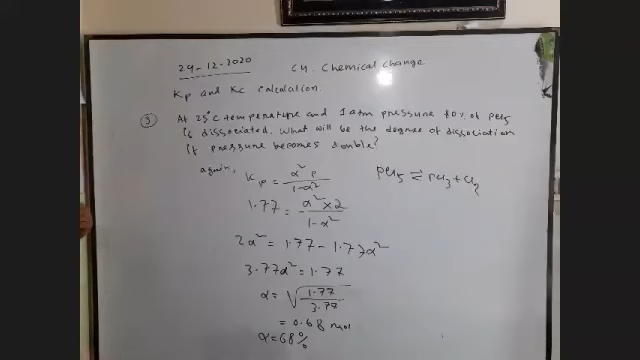 29-12-2020 C4. Chemical Change
Kp and Kc calculation.
③ At 25°C temperature and 1 atm pressure 80% of PCl5
is dissociated. What will be the degree of dissociation
if pressure becomes double?
again, Kp = α²P / 1-α² PCl5 ⇌ PCl3 + Cl2
1.77 = α² × 2 / 1-α²
2α² = 1.77 - 1.77α²
3.77α² = 1.77
α = √(1.77 / 3.77)
= 0.68 mol
α = 68%